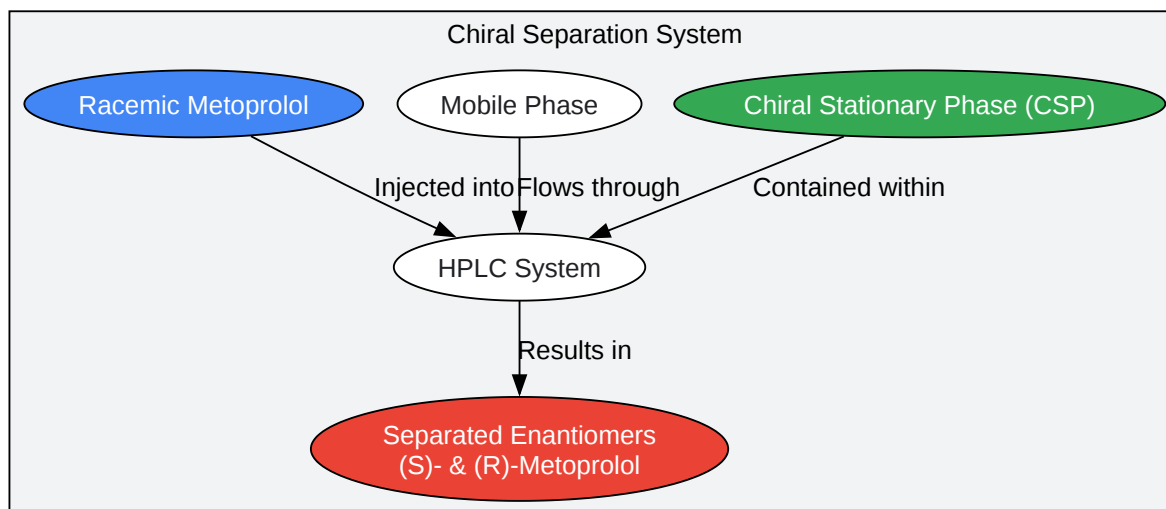 Chiral Separation System
Racemic Metoprolol
Mobile Phase
Chiral Stationary Phase (CSP)
Injected into
Flows through
Contained within
HPLC System
Results in
Separated Enantiomers
(S)- & (R)-Metoprolol